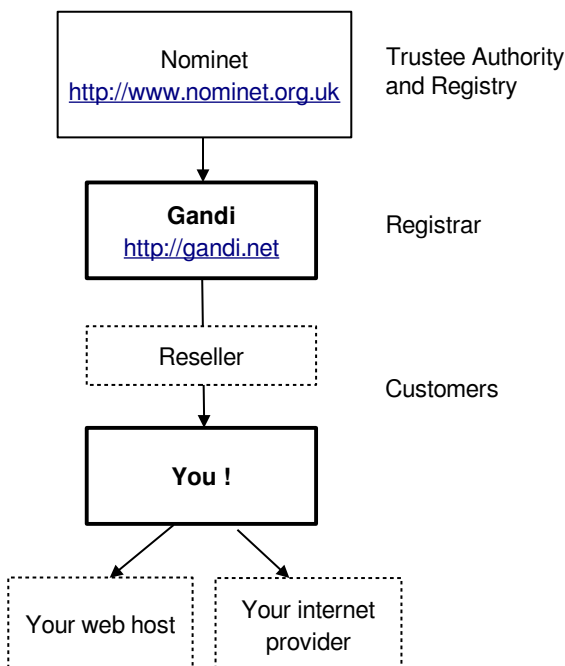 Nominet
http://www.nominet.org.uk
Trustee Authority
and Registry
Gandi
http://gandi.net
Registrar
Reseller
Customers
You !
Your web host
Your internet
provider